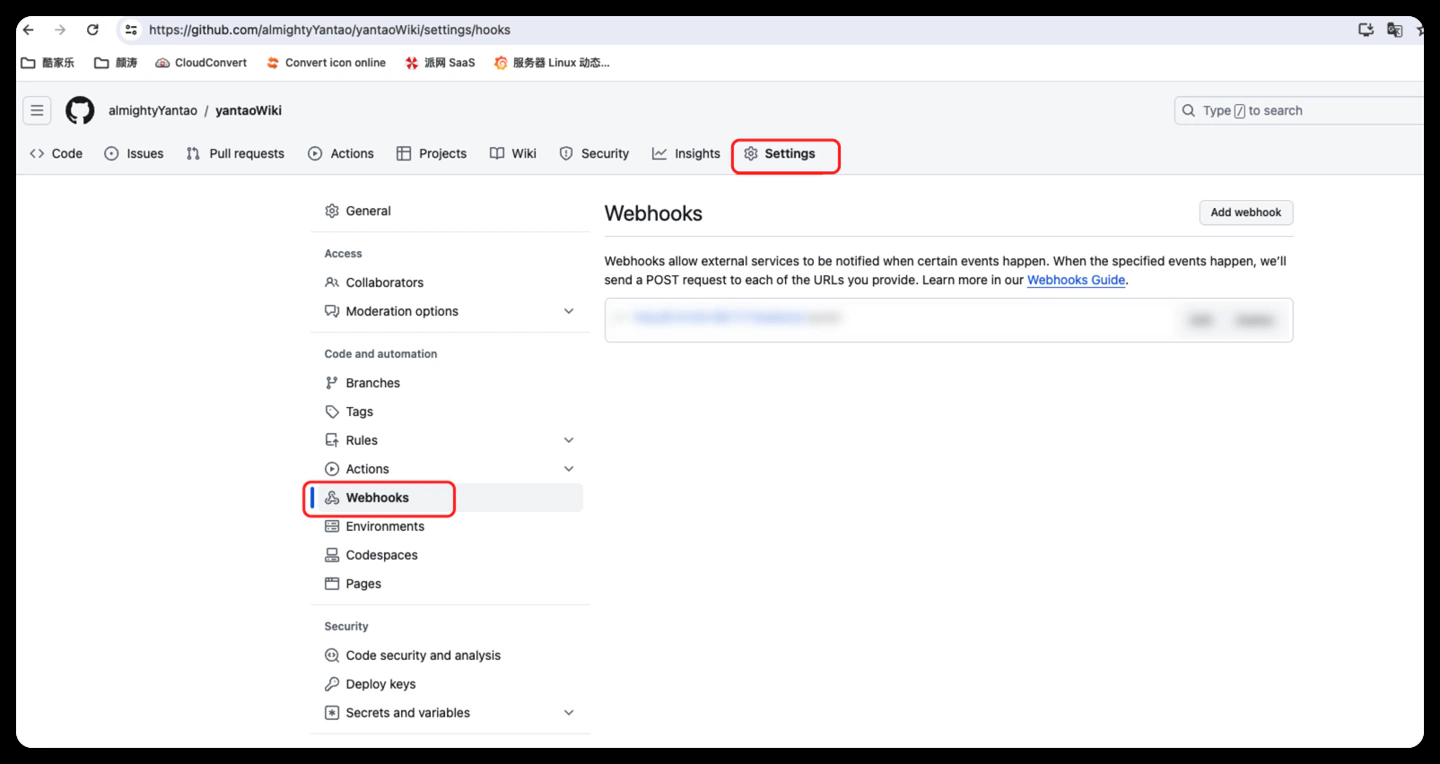 https://github.com/almightyYantao/yantaoWiki/settings/hooks
酷家乐 颜涛 CloudConvert Convert icon online 派网 SaaS 服务器 Linux 动态...
almightyYantao / yantaoWiki
Type / to search
Code Issues Pull requests Actions Projects Wiki Security Insights Settings
General
Access
Collaborators
Moderation options
Code and automation
Branches
Tags
Rules
Actions
Webhooks
Environments
Codespaces
Pages
Security
Code security and analysis
Deploy keys
Secrets and variables
Webhooks
Add webhook
Webhooks allow external services to be notified when certain events happen. When the specified events happen, we'll
send a POST request to each of the URLs you provide. Learn more in our Webhooks Guide.